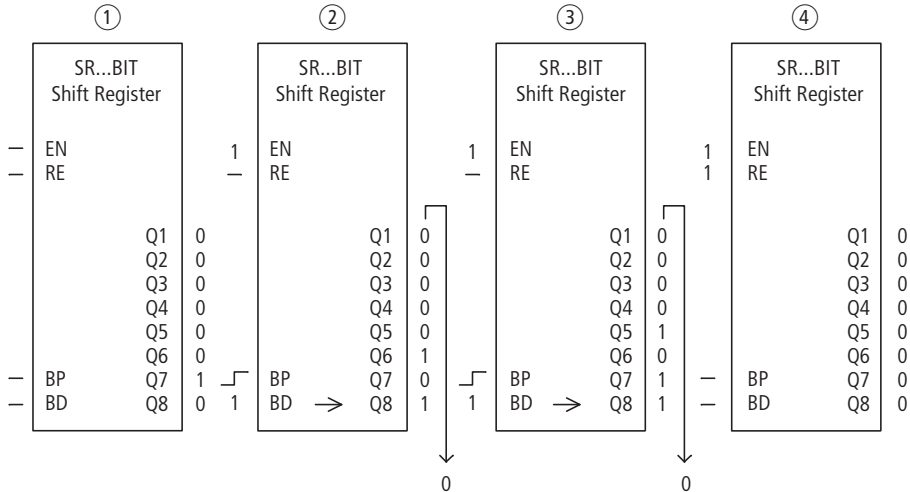 ① ② ③ ④
SR...BIT SR...BIT SR...BIT SR...BIT
Shift Register Shift Register Shift Register Shift Register
– EN 1 EN 1 EN 1 EN
– RE – RE – RE 1 RE
Q1 0 Q1 0 Q1 0 Q1 0
Q2 0 Q2 0 Q2 0 Q2 0
Q3 0 Q3 0 Q3 0 Q3 0
Q4 0 Q4 0 Q4 0 Q4 0
Q5 0 Q5 0 Q5 1 Q5 0
Q6 0 Q6 1 Q6 0 Q6 0
– BP Q7 1 BP Q7 0 BP Q7 1 – BP Q7 0
– BD Q8 0 1 BD → Q8 1 1 BD → Q8 1 – BD Q8 0
0 0